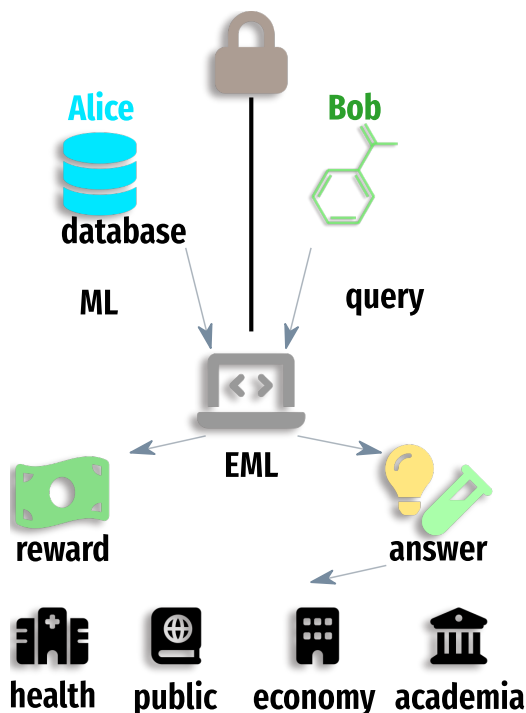 Alice
Bob
database
ML
query
EML
reward
answer
health
public
economy
academia